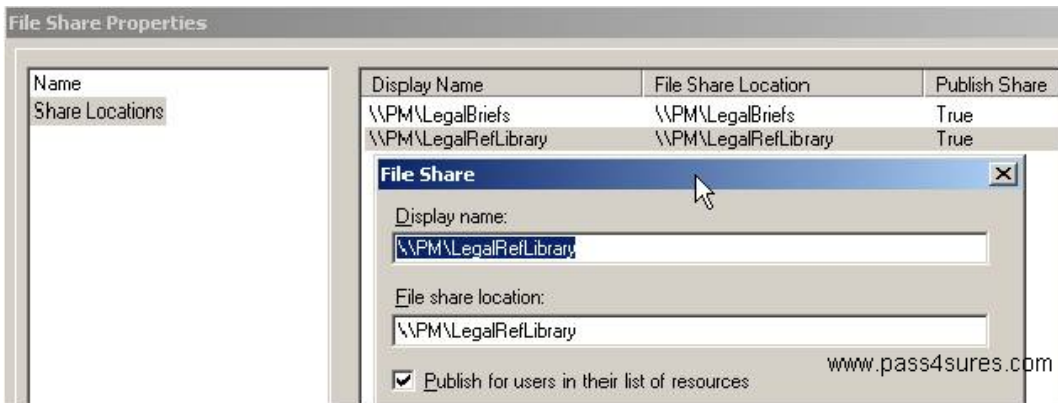 File Share Properties
Name
Share Locations
Display Name File Share Location Publish Share
\\PM\LegalBriefs \\PM\LegalBriefs True
\\PM\LegalRefLibrary \\PM\LegalRefLibrary True
File Share
Display name:
\\PM\LegalRefLibrary
File share location:
\\PM\LegalRefLibrary
www.pass4sures.com
Publish for users in their list of resources